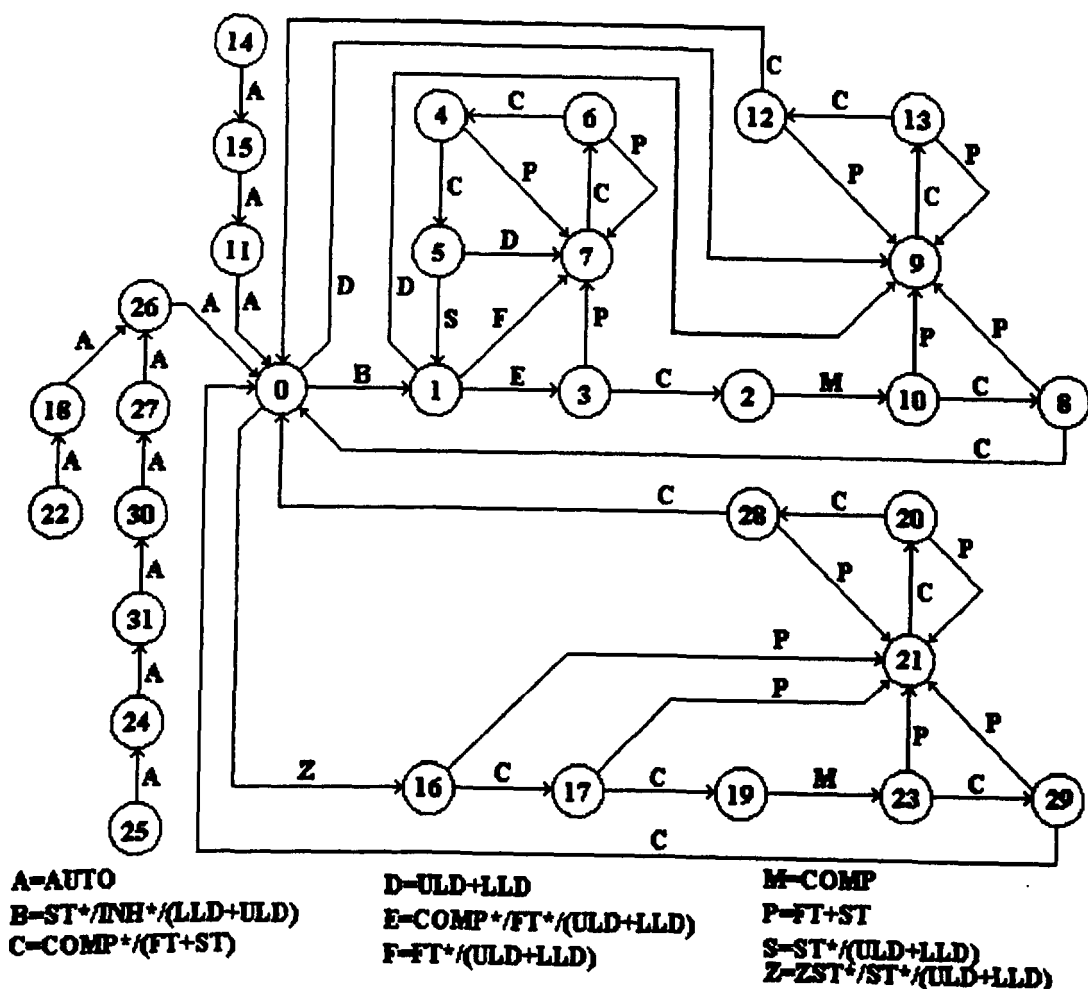 14
C
A
12
C
13
4
C
6
15
P
P
P
A
C
P
C
C
11
5
D
7
9
A
D
D
26
A
S
F
P
P
P
A
A
B
E
C
M
C
18
27
0
1
3
2
10
8
A
A
C
22
30
C
28
C
20
A
P
P
31
C
A
P
21
24
P
P
P
A
Z
16
C
17
C
19
M
23
C
29
25
C
A=AUTO
B=ST*/INH*/(LLD+ULD)
C=COMP*/(FT+ST)
D=ULD+LLD
E=COMP*/FT*/(ULD+LLD)
F=FT*/(ULD+LLD)
M=COMP
P=FT+ST
S=ST*/(ULD+LLD)
Z=ZST*/ST*/(ULD+LLD)